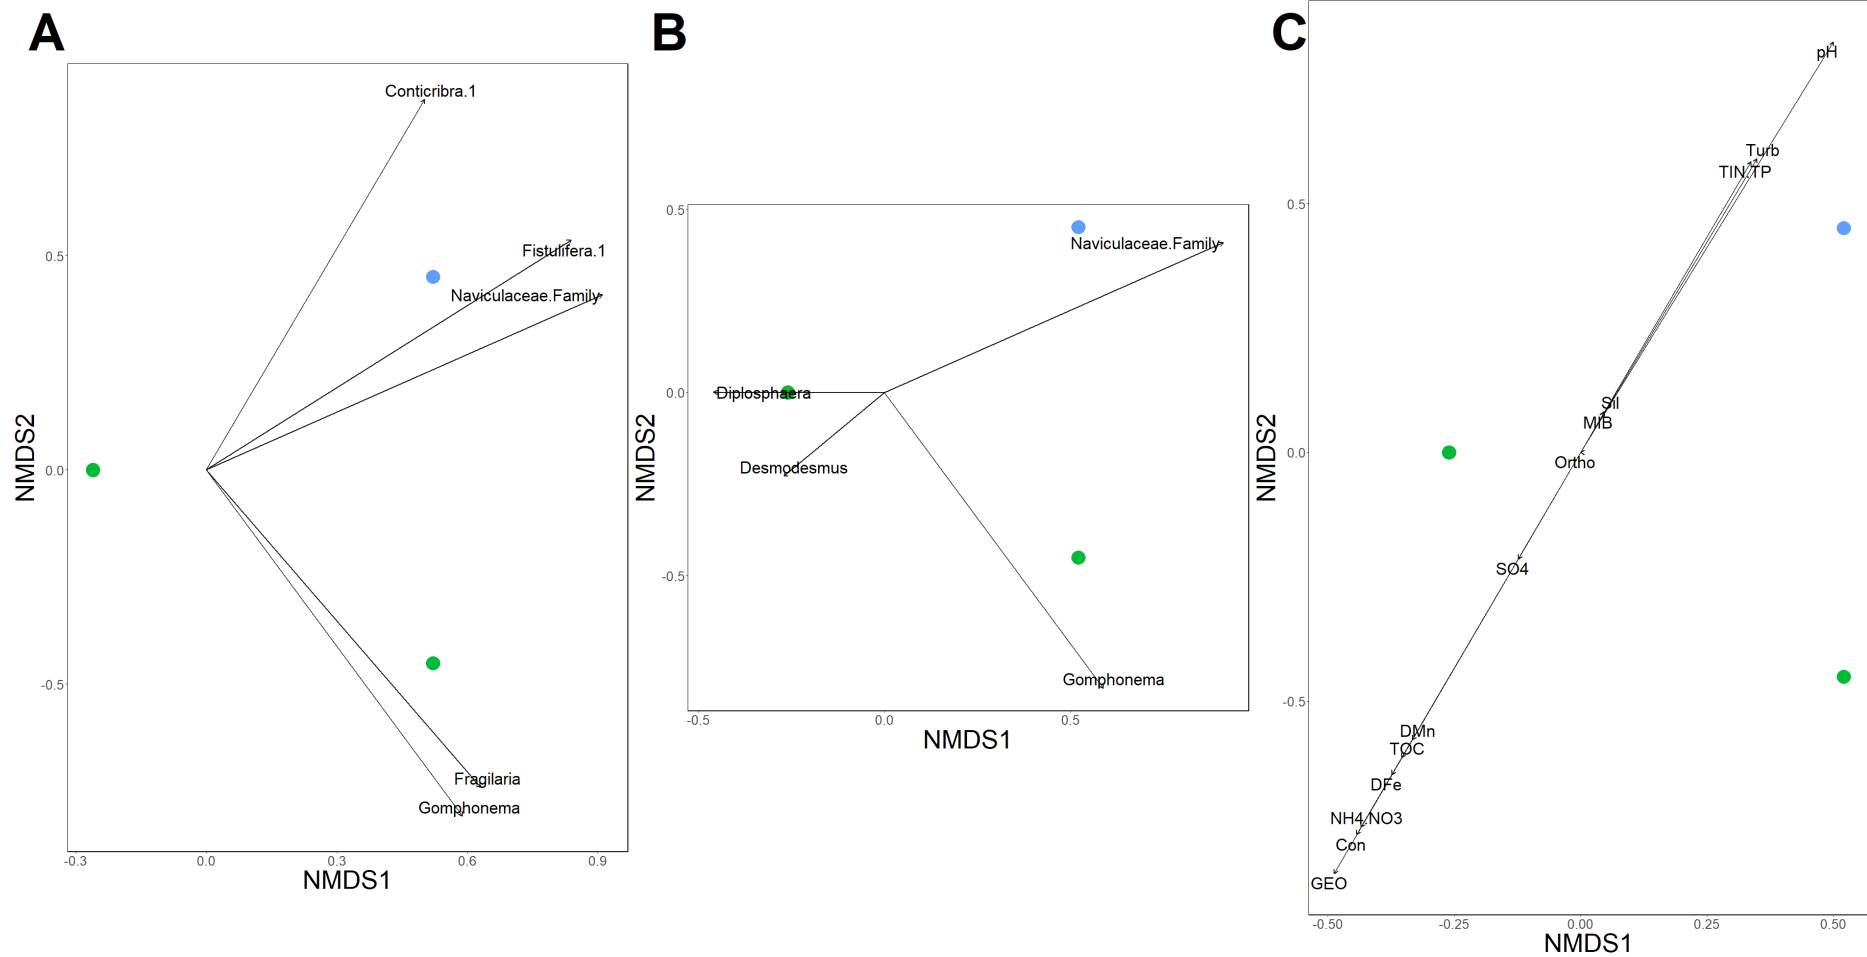 A
Conticribra.1
Fistulifera.1
Naviculaceae.Family
Fragilaria
Gomphonema
0.5
0.0
-0.5
-0.3
0.0
0.3
0.6
0.9
NMDS1
NMDS2
B
Naviculaceae.Family
Diplosphaera
Desmodesmus
Gomphonema
0.5
0.0
-0.5
-0.5
0.0
0.5
NMDS1
NMDS2
C
pH
Turb
TIN.TP
Sil
MIB
Ortho
SO4
DMn
TOC
DFe
NH4.NO3
Con
GEO
0.5
0.0
-0.5
-0.50
-0.25
0.00
0.25
0.50
NMDS1
NMDS2